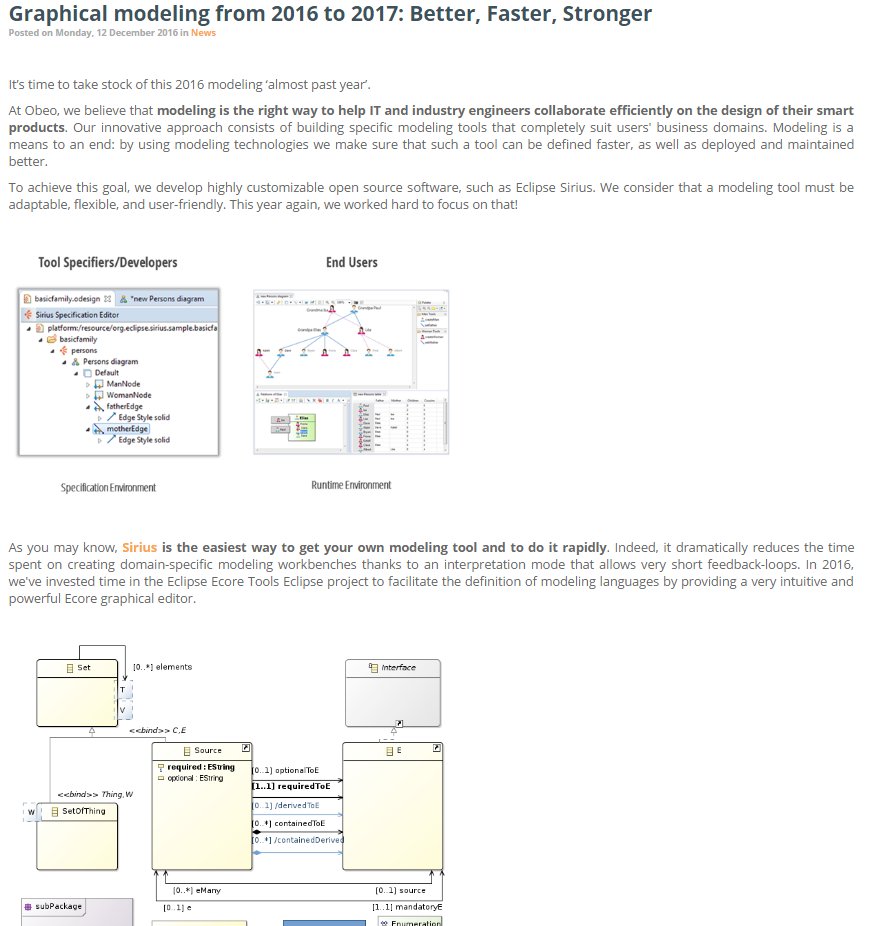 Graphical modeling from 2016 to 2017: Better, Faster, Stronger
Posted on Monday, 12 December 2016 in News
It's time to take stock of this 2016 modeling 'almost past year'.
At Obeo, we believe that modeling is the right way to help IT and industry engineers collaborate efficiently on the design of their smart
products. Our innovative approach consists of building specific modeling tools that completely suit users' business domains. Modeling is a
means to an end: by using modeling technologies we make sure that such a tool can be defined faster, as well as deployed and maintained
better.
To achieve this goal, we develop highly customizable open source software, such as Eclipse Sirius. We consider that a modeling tool must be
adaptable, flexible, and user-friendly. This year again, we worked hard to focus on that!
Tool Specifiers/Developers
End Users
basicfamily.odesign
*new Persons diagram
Sirius Specification Editor
platform:/resource/org.eclipse.sirius.sample.basicfa
basicfamily
persons
Persons diagram
Default
ManNode
WomanNode
fatherEdge
Edge Style solid
motherEdge
Edge Style solid
Specification Environment
Runtime Environment
As you may know, Sirius is the easiest way to get your own modeling tool and to do it rapidly. Indeed, it dramatically reduces the time
spent on creating domain-specific modeling workbenches thanks to an interpretation mode that allows very short feedback-loops. In 2016,
we've invested time in the Eclipse Ecore Tools Eclipse project to facilitate the definition of modeling languages by providing a very intuitive and
powerful Ecore graphical editor.
Set
[0..*] elements
T
V
Interface
<<bind>> C,E
Source
required : EString
optional : EString
E
[0..1] optionalToE
[1..1] requiredToE
[0..1] /derivedToE
[0..*] containedToE
[0..*] /containedDerived
<<bind>> Thing,W
W
SetOfThing
[0..*] eMany
[0..1] source
[0..1] e
[1..1] mandatoryE
subPackage
Enumeration